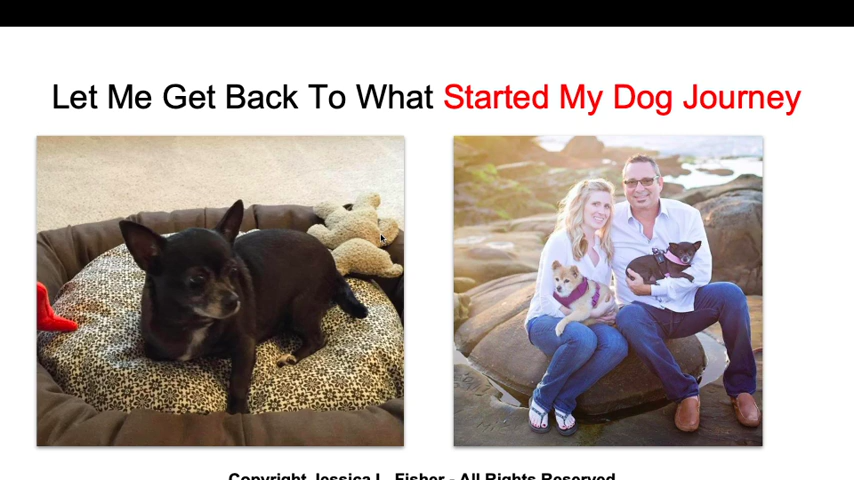 Let Me Get Back To What Started My Dog Journey
Copyright Jessica L. Fisher - All Rights Reserved